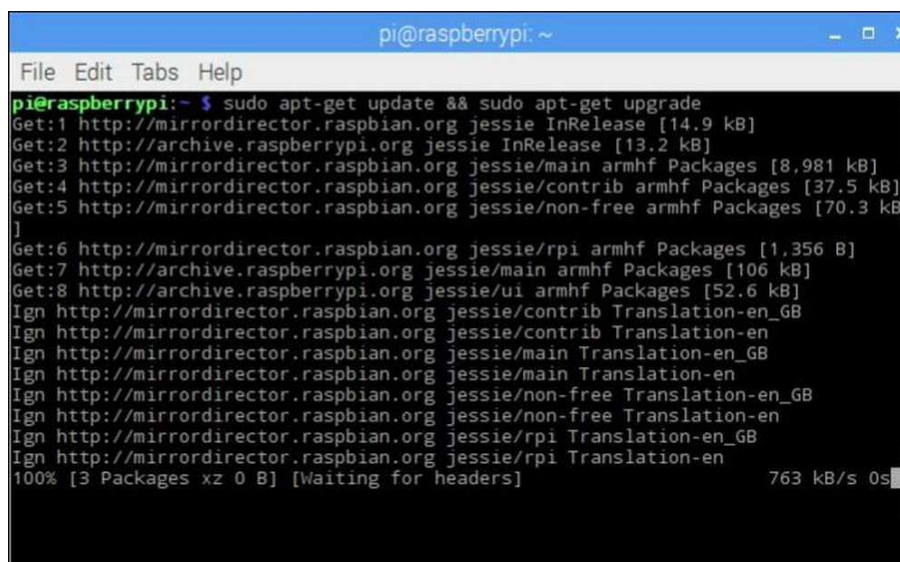 pi@raspberrypi: ~
File Edit Tabs Help
pi@raspberrypi:~ $ sudo apt-get update && sudo apt-get upgrade
Get:1 http://mirrordirector.raspbian.org jessie InRelease [14.9 kB]
Get:2 http://archive.raspberrypi.org jessie InRelease [13.2 kB]
Get:3 http://mirrordirector.raspbian.org jessie/main armhf Packages [8,981 kB]
Get:4 http://mirrordirector.raspbian.org jessie/contrib armhf Packages [37.5 kB]
Get:5 http://mirrordirector.raspbian.org jessie/non-free armhf Packages [70.3 kB
]
Get:6 http://mirrordirector.raspbian.org jessie/rpi armhf Packages [1,356 B]
Get:7 http://archive.raspberrypi.org jessie/main armhf Packages [106 kB]
Get:8 http://archive.raspberrypi.org jessie/ui armhf Packages [52.6 kB]
Ign http://mirrordirector.raspbian.org jessie/contrib Translation-en_GB
Ign http://mirrordirector.raspbian.org jessie/contrib Translation-en
Ign http://mirrordirector.raspbian.org jessie/main Translation-en_GB
Ign http://mirrordirector.raspbian.org jessie/main Translation-en
Ign http://mirrordirector.raspbian.org jessie/non-free Translation-en_GB
Ign http://mirrordirector.raspbian.org jessie/non-free Translation-en
Ign http://mirrordirector.raspbian.org jessie/rpi Translation-en_GB
Ign http://mirrordirector.raspbian.org jessie/rpi Translation-en
100% [3 Packages xz 0 B] [Waiting for headers] 763 kB/s 0s